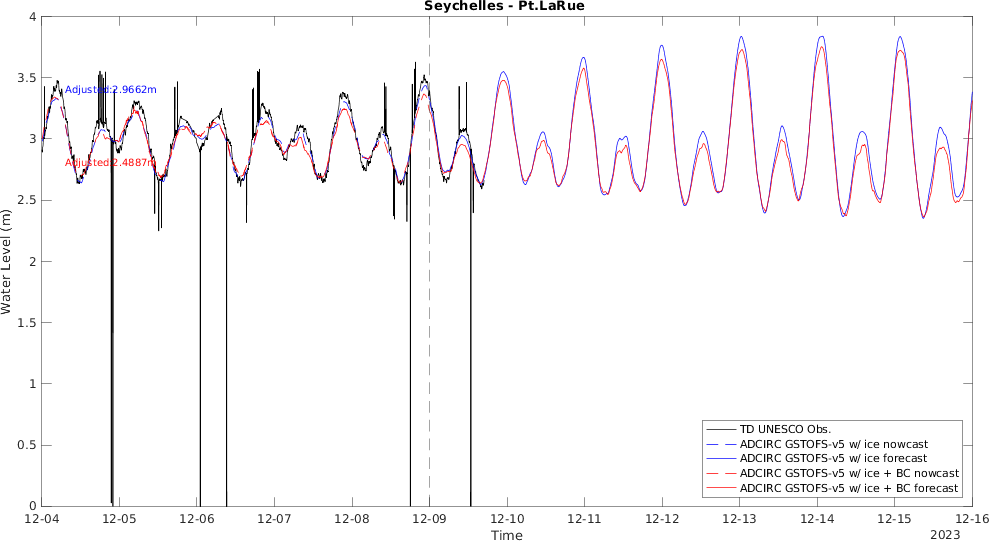 Seychelles - Pt.LaRue
4
3.5
3
2.5
2
1.5
1
0.5
0
Water Level (m)
Adjusted:2.9662m
Adjusted:2.4887m
TD UNESCO Obs.
ADCIRC GSTOFS-v5 w/ ice nowcast
ADCIRC GSTOFS-v5 w/ ice forecast
ADCIRC GSTOFS-v5 w/ ice + BC nowcast
ADCIRC GSTOFS-v5 w/ ice + BC forecast
12-04 12-05 12-06 12-07 12-08 12-09 12-10 12-11 12-12 12-13 12-14 12-15 12-16
Time
2023